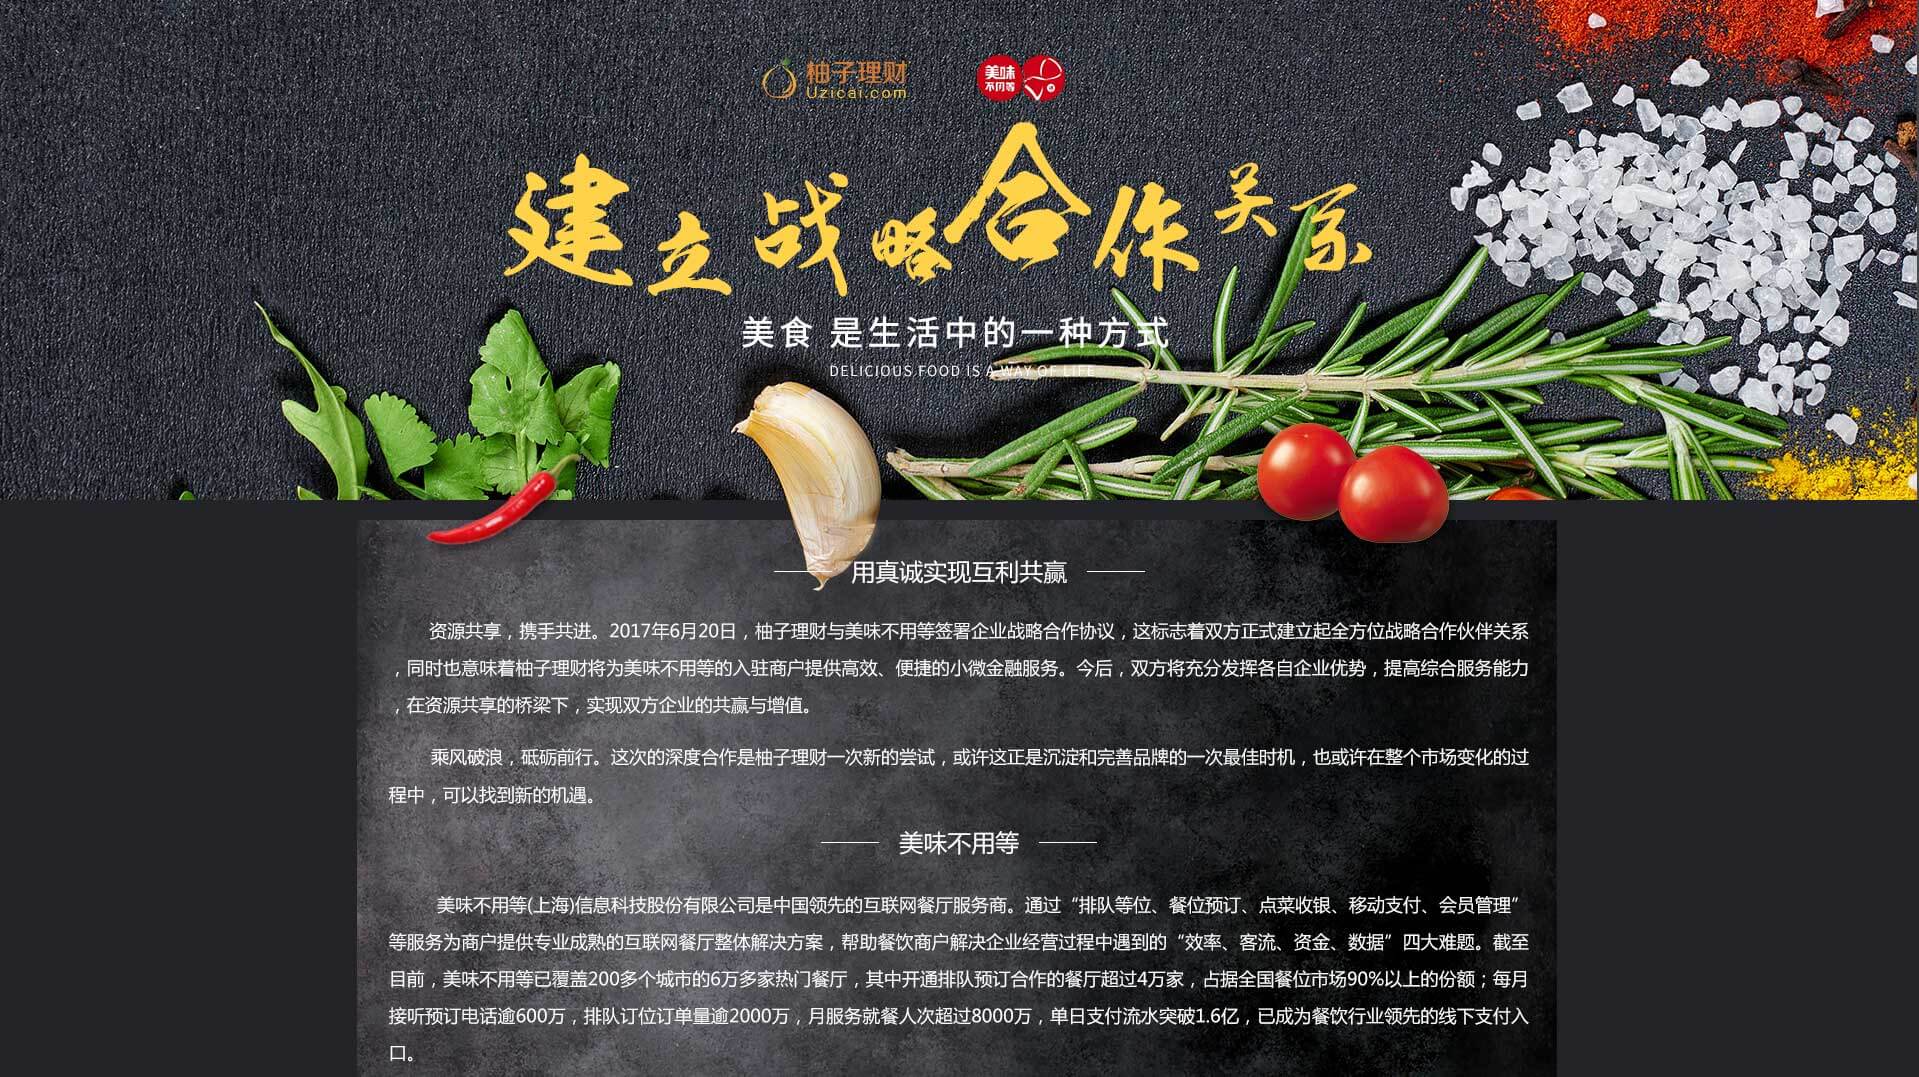 柚子理财
Uzicai.com
美味
不用等
建立战略合作关系
美食 是生活中的一种方式
DELICIOUS FOOD IS A WAY OF LIFE
用真诚实现互利共赢
资源共享，携手共进。2017年6月20日，柚子理财与美味不用等签署企业战略合作协议，这标志着双方正式建立起全方位战略合作伙伴关系
，同时也意味着柚子理财将为美味不用等的入驻商户提供高效、便捷的小微金融服务。今后，双方将充分发挥各自企业优势，提高综合服务能力
，在资源共享的桥梁下，实现双方企业的共赢与增值。
乘风破浪，砥砺前行。这次的深度合作是柚子理财一次新的尝试，或许这正是沉淀和完善品牌的一次最佳时机，也或许在整个市场变化的过
程中，可以找到新的机遇。
美味不用等
美味不用等(上海)信息科技股份有限公司是中国领先的互联网餐厅服务商。通过“排队等位、餐位预订、点菜收银、移动支付、会员管理”
等服务为商户提供专业成熟的互联网餐厅整体解决方案，帮助餐饮商户解决企业经营过程中遇到的“效率、客流、资金、数据”四大难题。截至
目前，美味不用等已覆盖200多个城市的6万多家热门餐厅，其中开通排队预订合作的餐厅超过4万家，占据全国餐位市场90%以上的份额；每月
接听预订电话逾600万，排队订位订单量逾2000万，月服务就餐人次超过8000万，单日支付流水突破1.6亿，已成为餐饮行业领先的线下支付入
口。